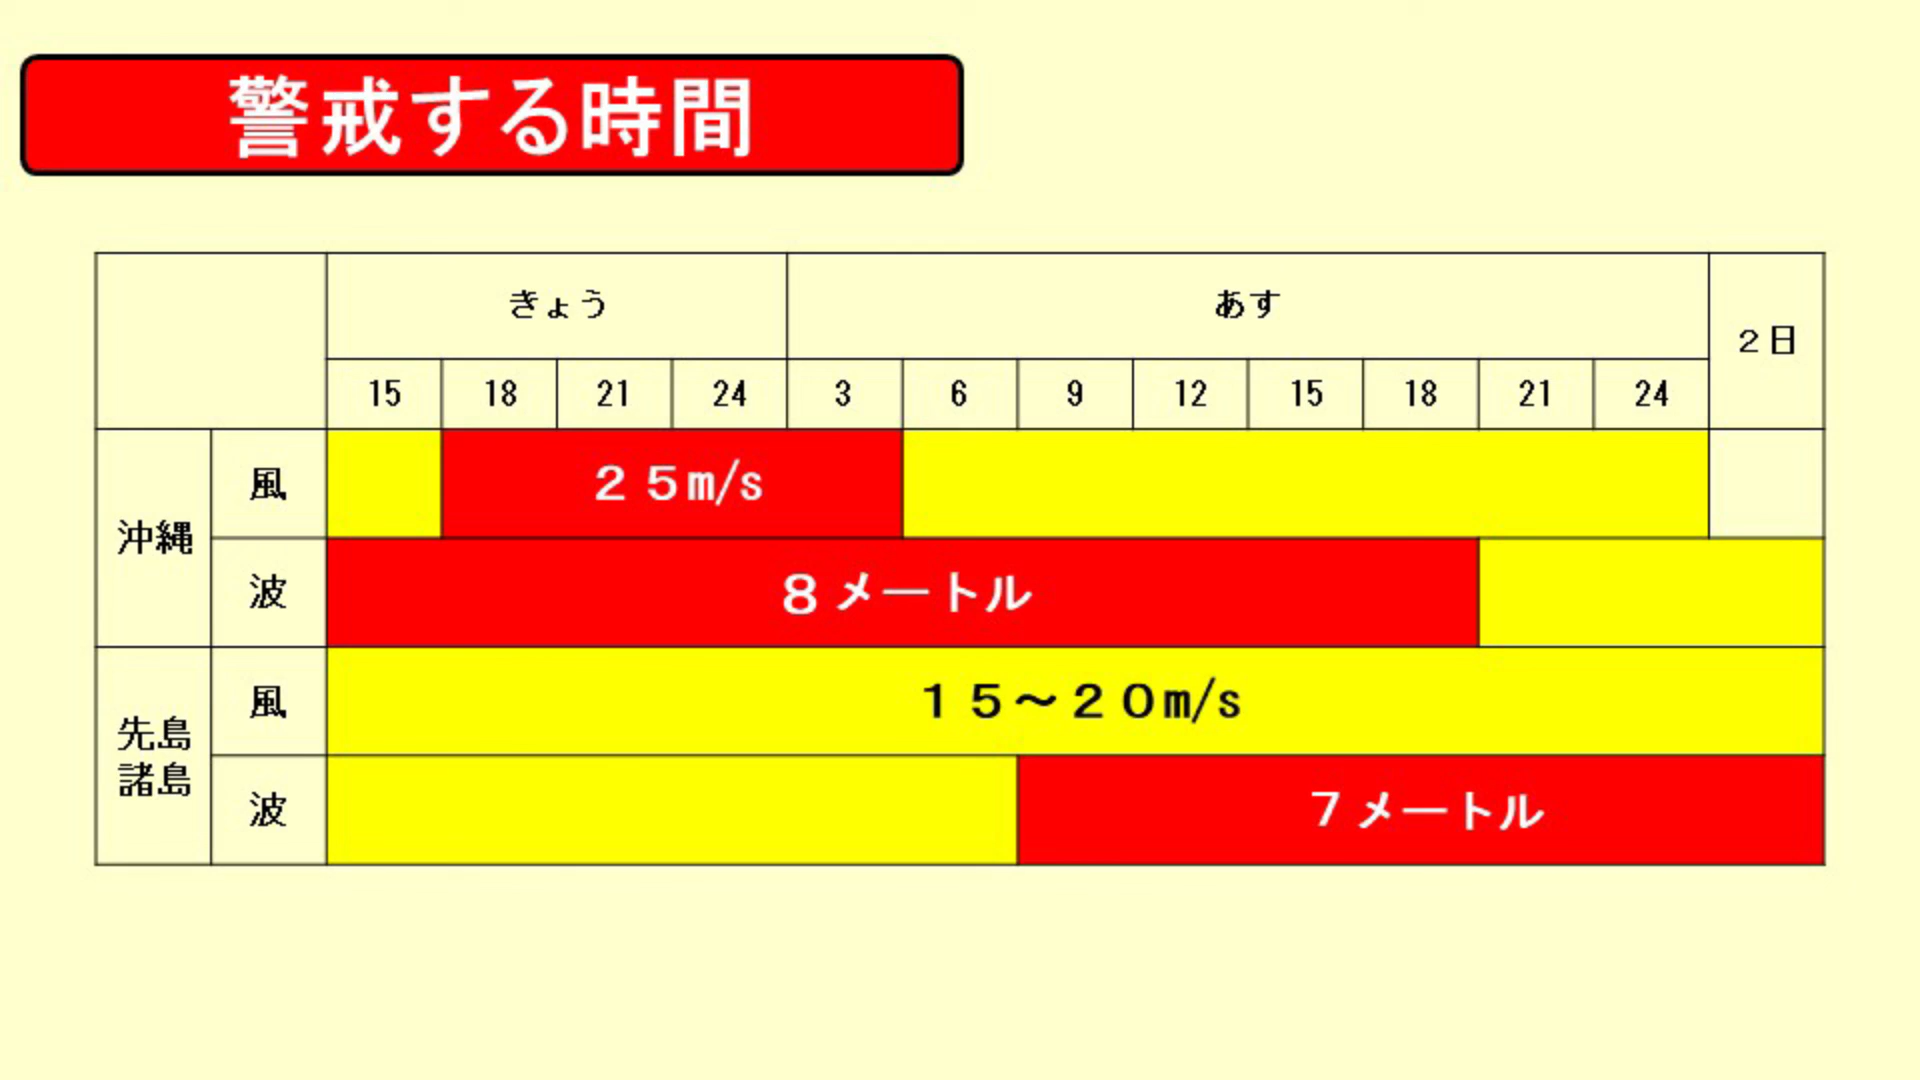 警戒する時間
きょう あす 2日
15 18 21 24 3 6 9 12 15 18 21 24
沖縄
風 25m/s
波 8メートル
先島
諸島
風 15～20m/s
波 7メートル